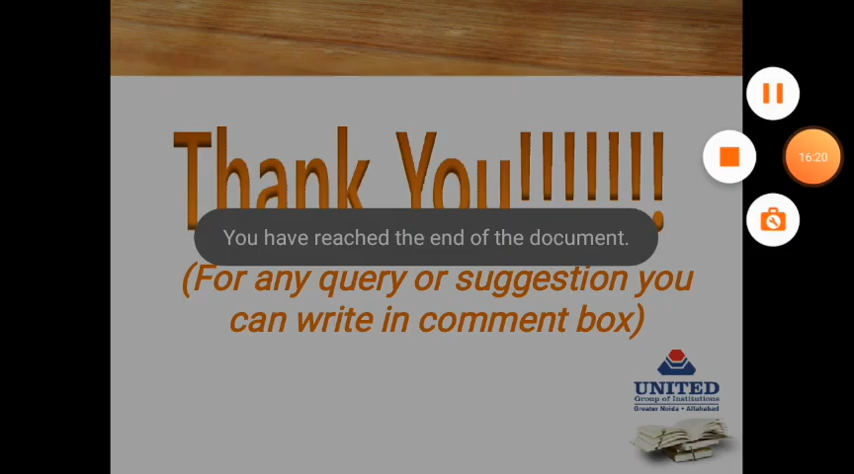 Thank You!!!!!!!
You have reached the end of the document.
(For any query or suggestion you
can write in comment box)
16:20
UNITED
Group of Institutions
Greater Noida • Allahabad